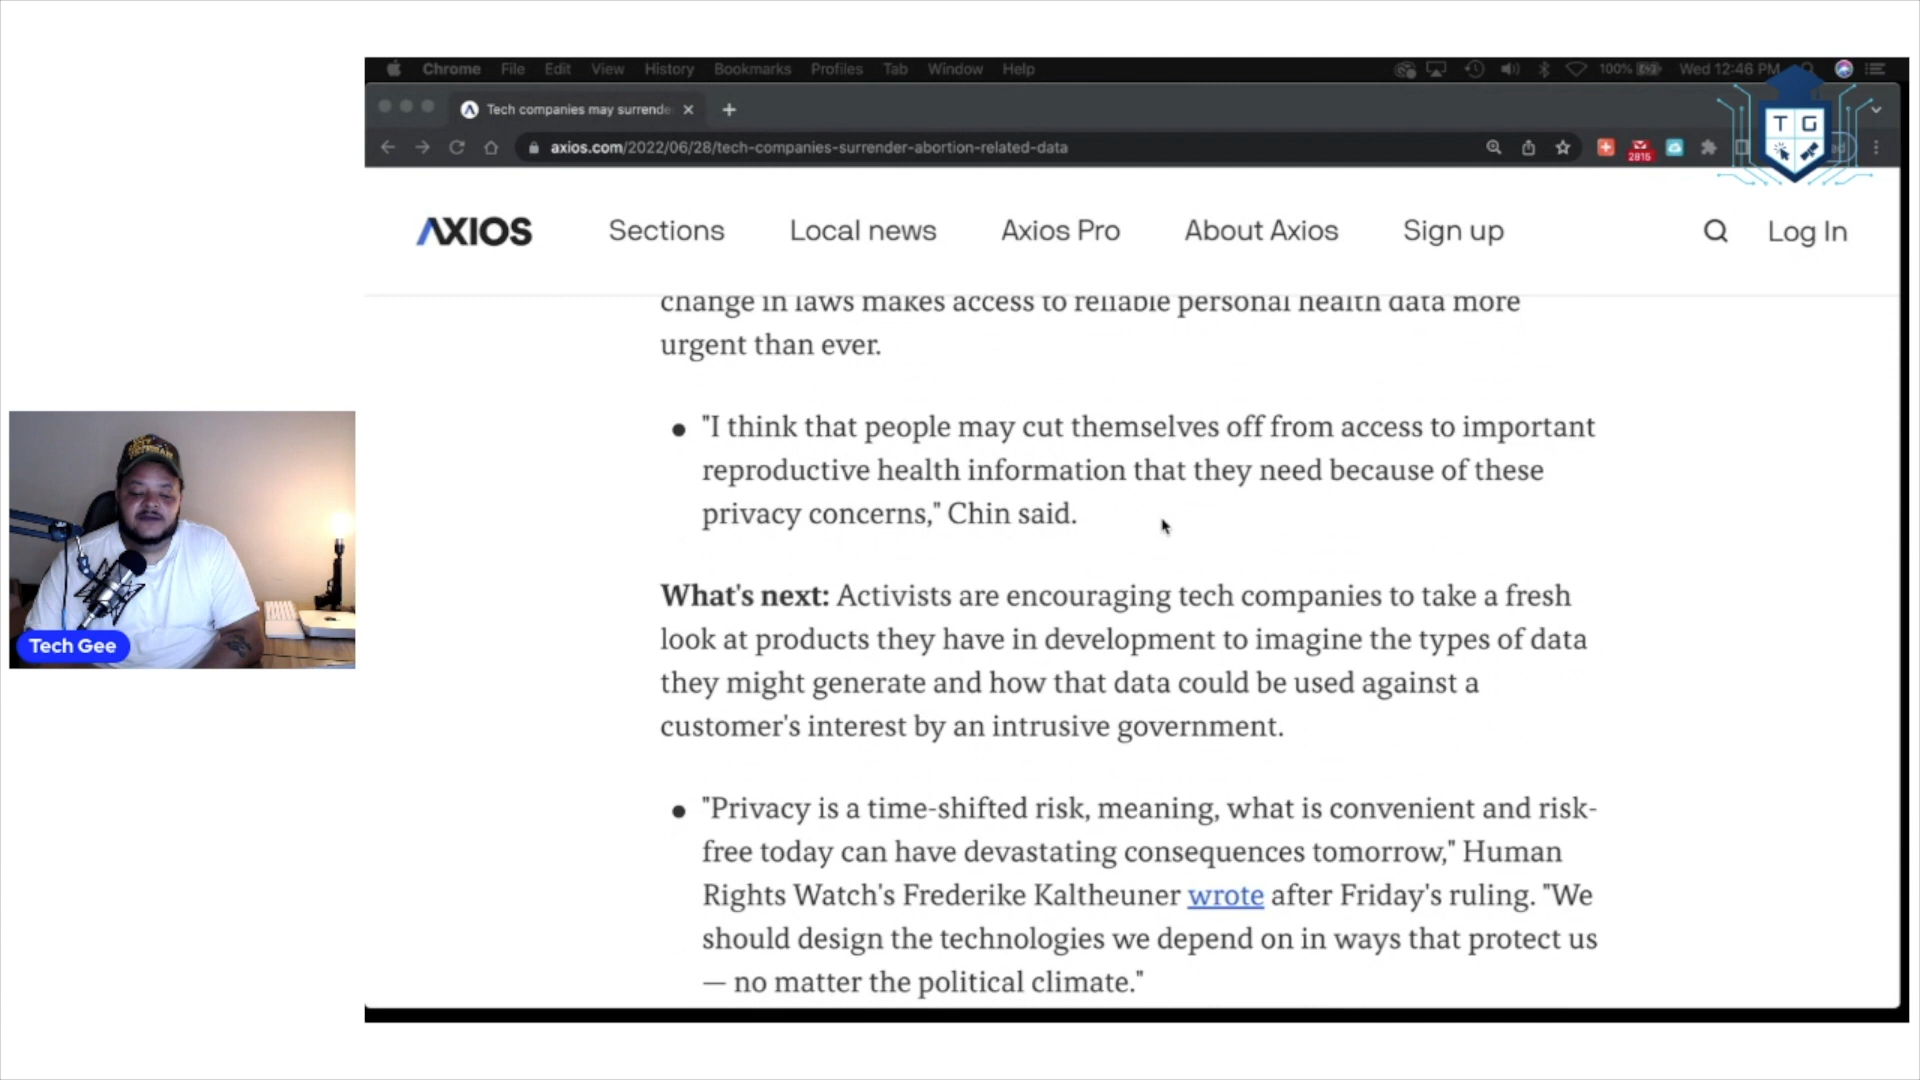 Chrome File Edit View History Bookmarks Profiles Tab Window Help 100% Wed 12:46 PM
Tech companies may surrende
axios.com/2022/06/28/tech-companies-surrender-abortion-related-data
2815
T G
AXIOS Sections Local news Axios Pro About Axios Sign up Log In
change in laws makes access to reliable personal health data more
urgent than ever.
• "I think that people may cut themselves off from access to important
reproductive health information that they need because of these
privacy concerns," Chin said.
What's next: Activists are encouraging tech companies to take a fresh
look at products they have in development to imagine the types of data
they might generate and how that data could be used against a
customer's interest by an intrusive government.
• "Privacy is a time-shifted risk, meaning, what is convenient and risk-
free today can have devastating consequences tomorrow," Human
Rights Watch's Frederike Kaltheuner wrote after Friday's ruling. "We
should design the technologies we depend on in ways that protect us
— no matter the political climate."
Tech Gee